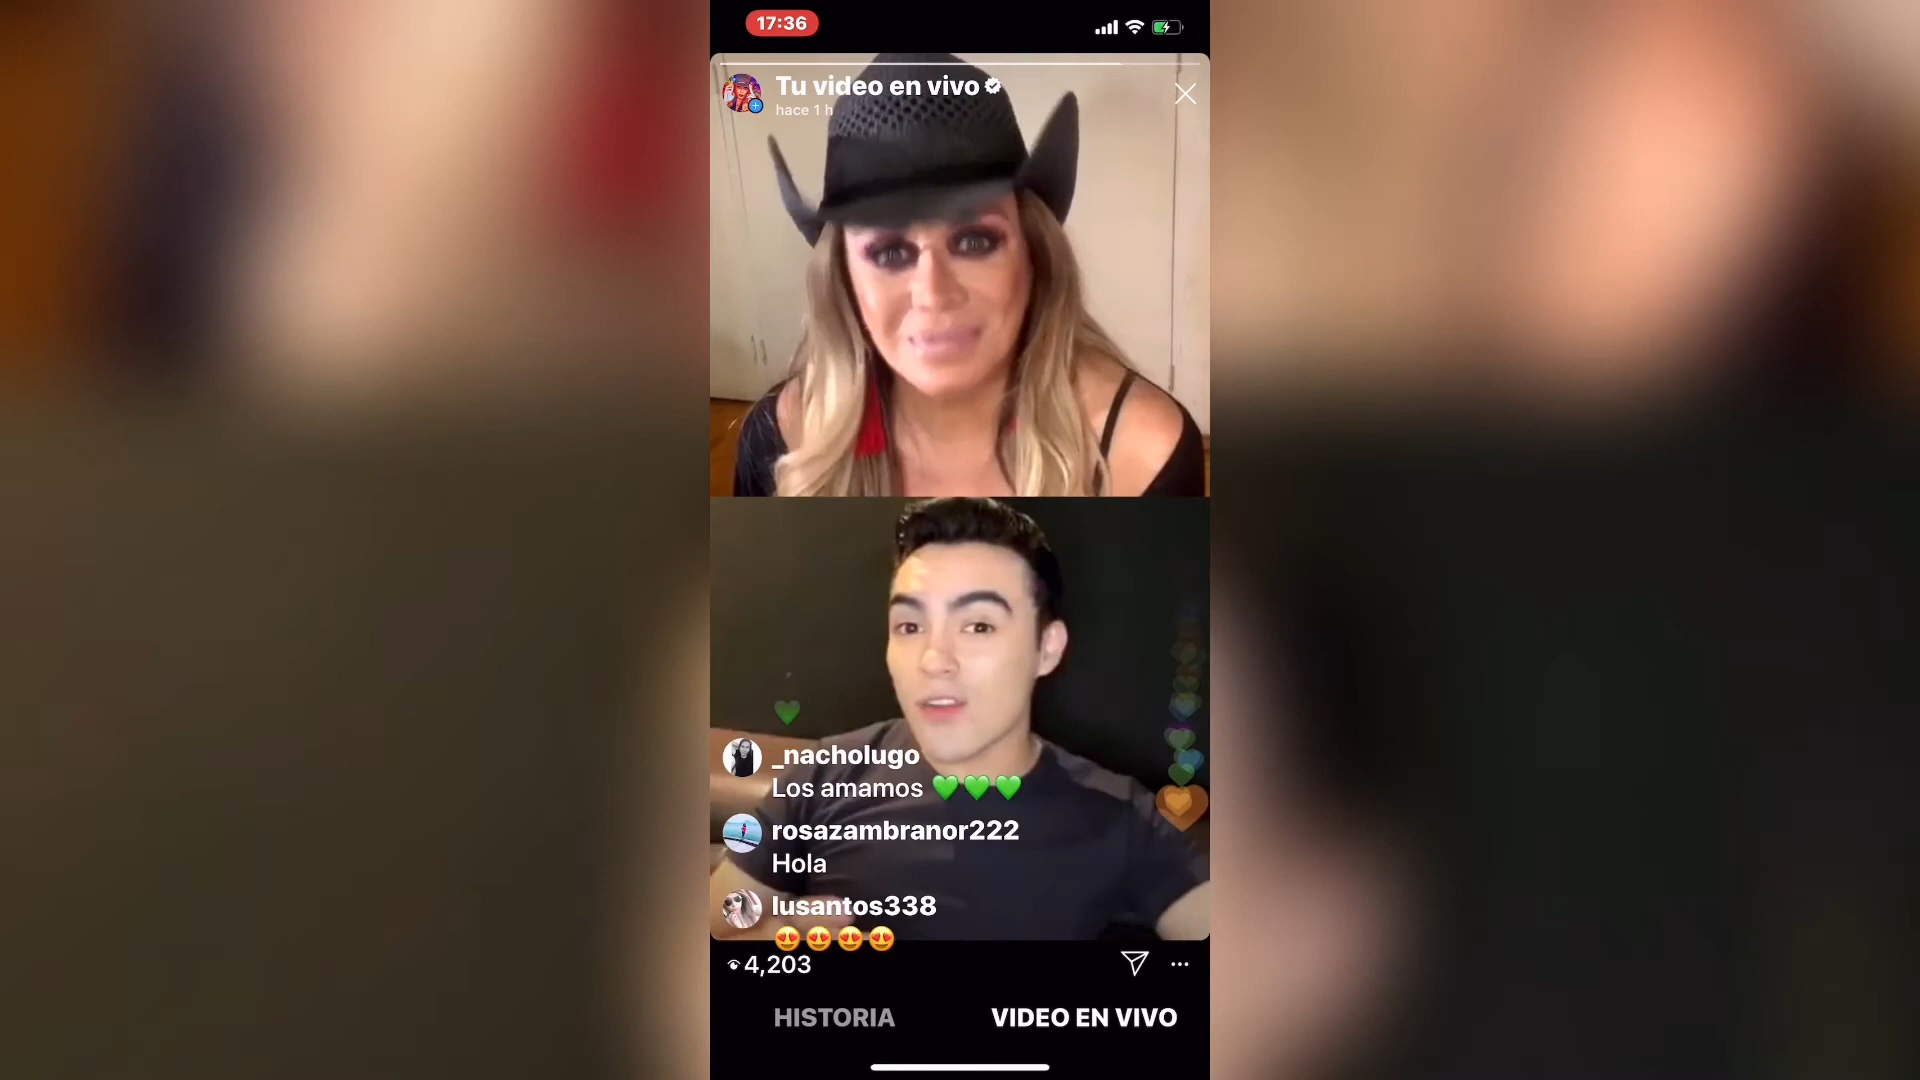 17:36
Tu video en vivo
hace 1 h
_nacholugo
Los amamos 💚💚💚
rosazambranor222
Hola
lusantos338
😍😍😍😍
4,203
HISTORIA
VIDEO EN VIVO